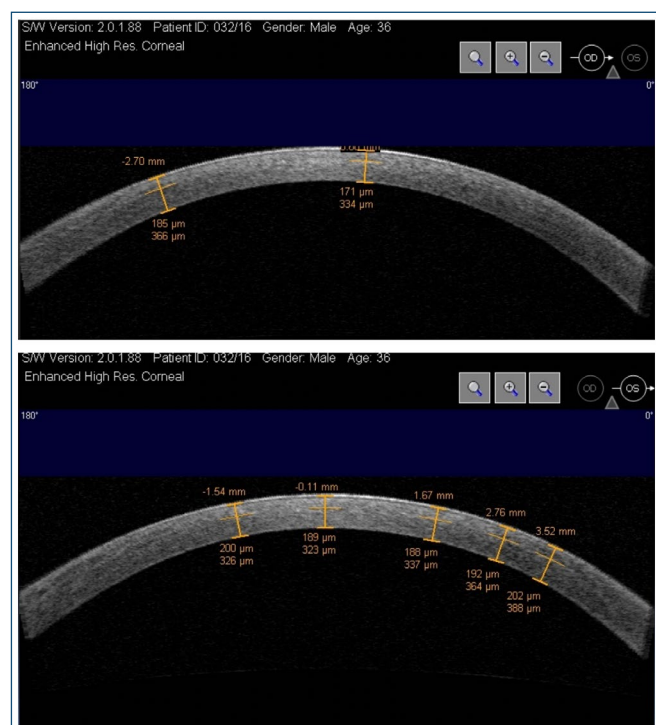 S/W Version: 2.0.1.88 Patient ID: 032/16 Gender: Male Age: 36
Enhanced High Res. Corneal
OD OS
180° 0°
-2.70 mm
185 µm
366 µm
171 µm
334 µm
S/W Version: 2.0.1.88 Patient ID: 032/16 Gender: Male Age: 36
Enhanced High Res. Corneal
OD OS
180° 0°
-1.54 mm
-0.11 mm
1.67 mm
2.76 mm
3.52 mm
200 µm
326 µm
189 µm
323 µm
188 µm
337 µm
192 µm
364 µm
202 µm
388 µm